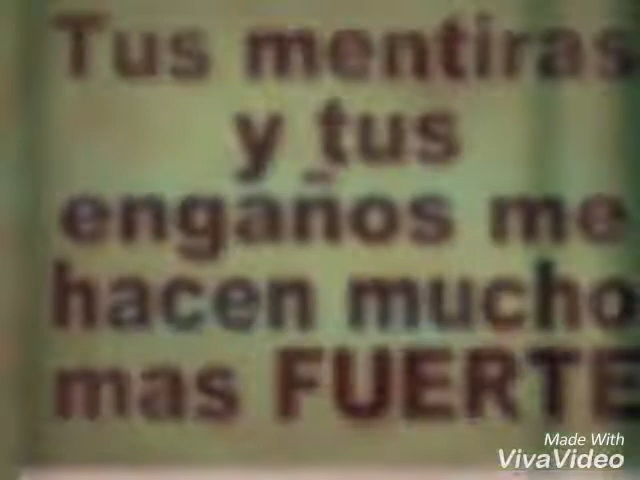 Tus mentiras
y tus
engaños me
hacen mucho
mas FUERTE
Made With
VivaVideo